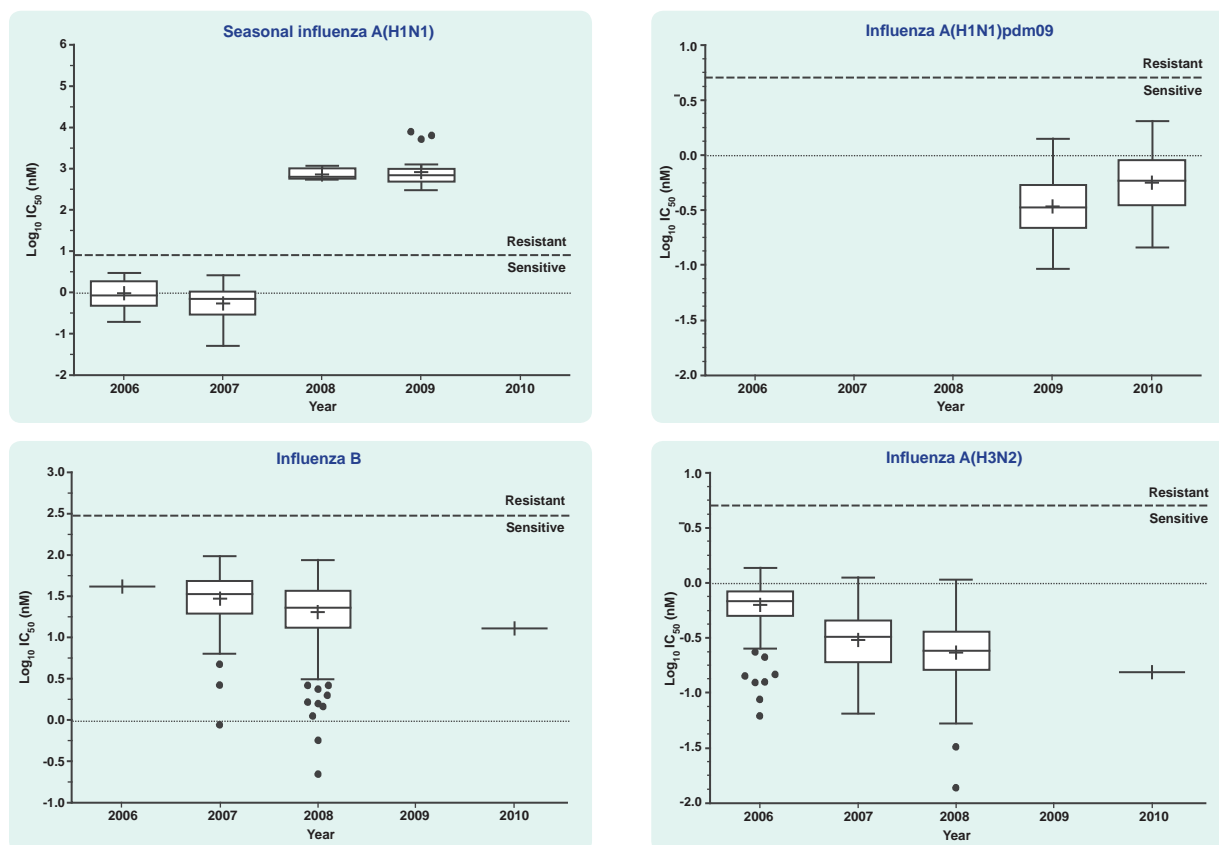 Seasonal influenza A(H1N1)
6
5
4
3
2
1
0
-1
-2
Log10 IC50 (nM)
Resistant
Sensitive
2006 2007 2008 2009 2010
Year
Influenza A(H1N1)pdm09
1.0
0.5
0.0
-0.5
-1.0
-1.5
-2.0
Log10 IC50 (nM)
Resistant
Sensitive
2006 2007 2008 2009 2010
Year
Influenza B
3.0
2.5
2.0
1.5
1.0
0.5
0.0
-0.5
-1.0
Log10 IC50 (nM)
Resistant
Sensitive
2006 2007 2008 2009 2010
Year
Influenza A(H3N2)
1.0
0.5
0.0
-0.5
-1.0
-1.5
-2.0
Log10 IC50 (nM)
Resistant
Sensitive
2006 2007 2008 2009 2010
Year